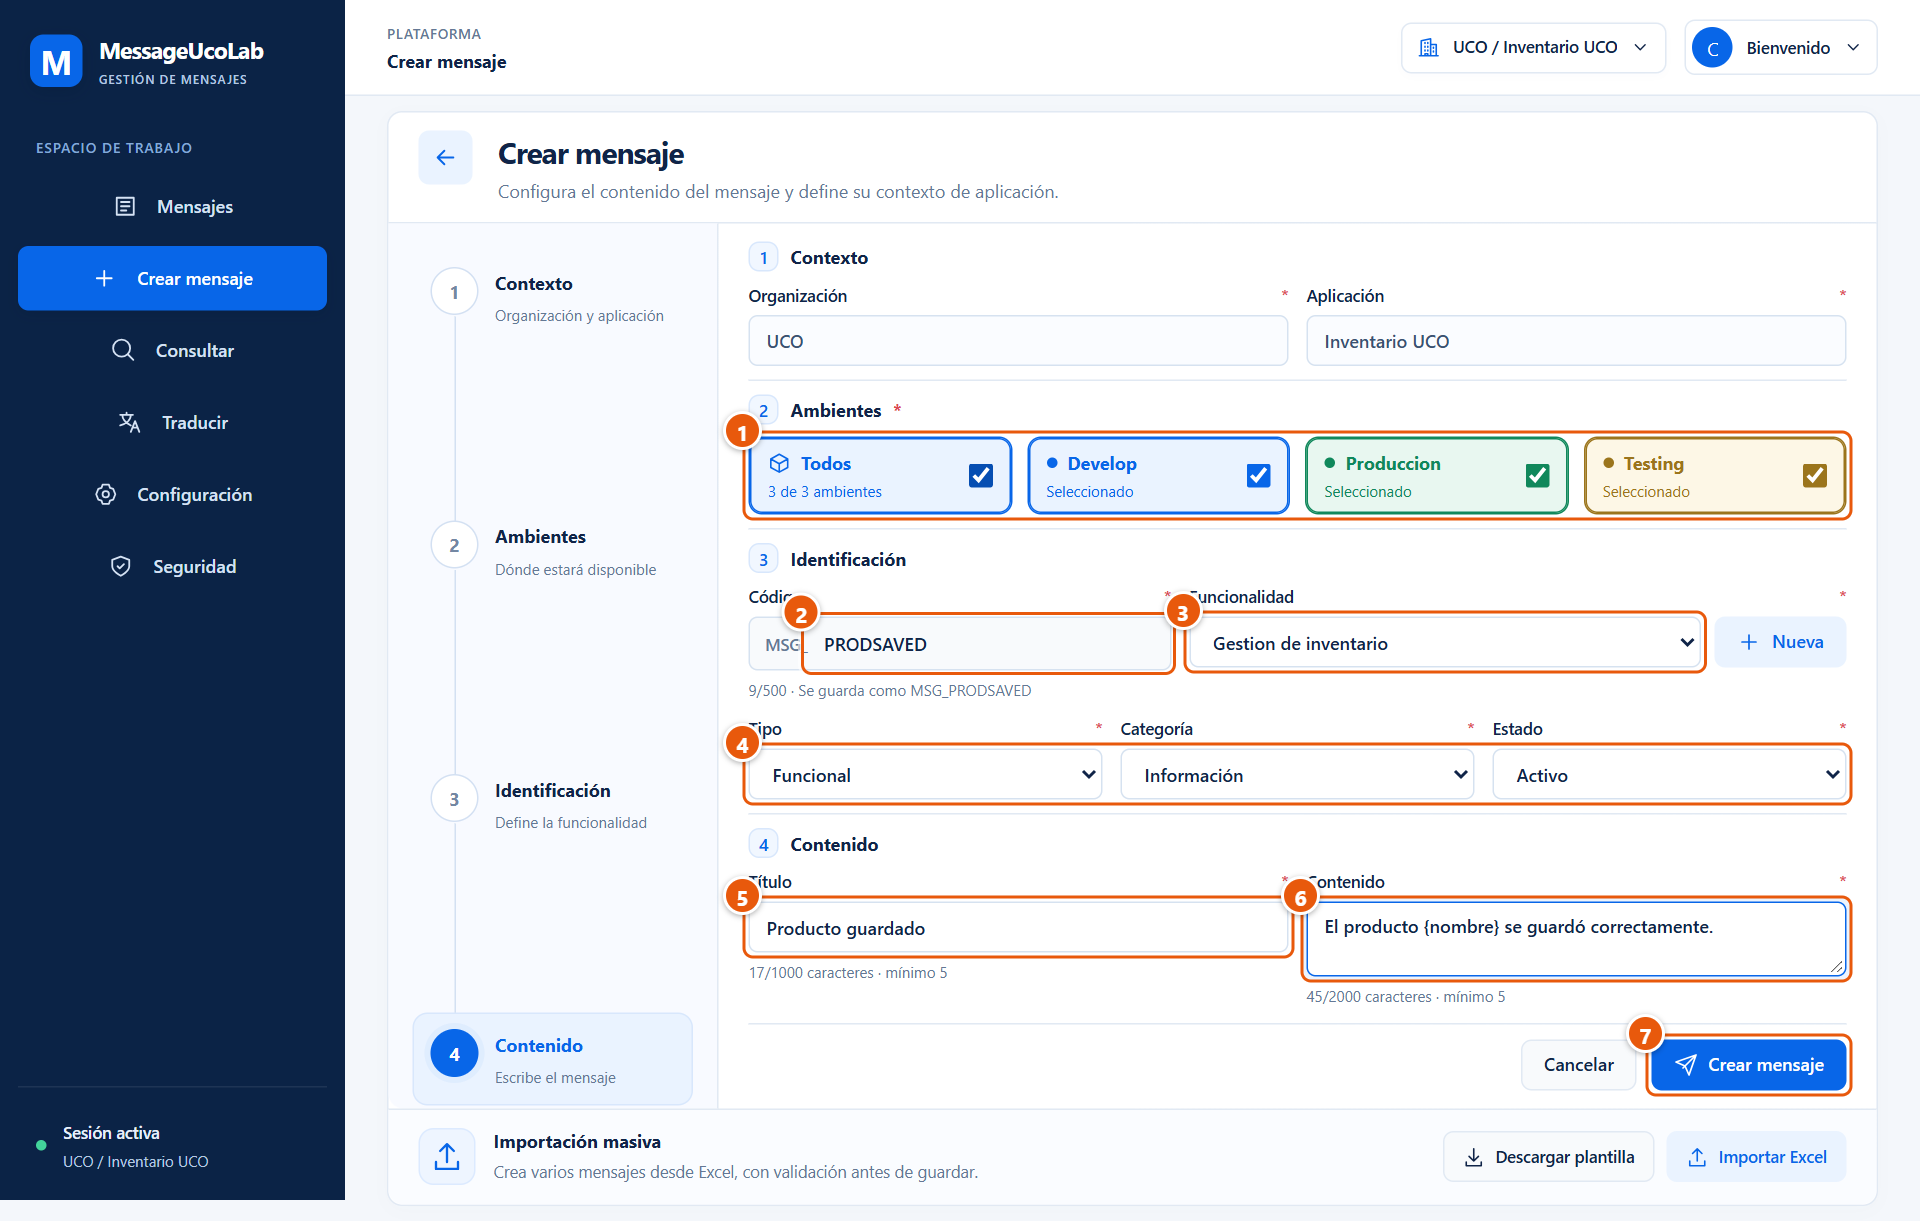 M
MessageUcoLab
GESTIÓN DE MENSAJES
ESPACIO DE TRABAJO
Mensajes
Crear mensaje
Consultar
Traducir
Configuración
Seguridad
Sesión activa
UCO / Inventario UCO
PLATAFORMA
Crear mensaje
UCO / Inventario UCO
C
Bienvenido
Crear mensaje
Configura el contenido del mensaje y define su contexto de aplicación.
1
Contexto
Organización y aplicación
2
Ambientes
Dónde estará disponible
3
Identificación
Define la funcionalidad
4
Contenido
Escribe el mensaje
1 Contexto
Organización *
Aplicación *
UCO
Inventario UCO
2 Ambientes *
1
Todos
3 de 3 ambientes
Develop
Seleccionado
Produccion
Seleccionado
Testing
Seleccionado
3 Identificación
Códig *
2
3
uncionalidad *
MSG_ PRODSAVED
Gestion de inventario
Nueva
9/500 · Se guarda como MSG_PRODSAVED
4
ipo *
Categoría *
Estado *
Funcional
Información
Activo
4 Contenido
5
ítulo *
6
ontenido *
Producto guardado
El producto {nombre} se guardó correctamente.
17/1000 caracteres · mínimo 5
45/2000 caracteres · mínimo 5
7
Cancelar
Crear mensaje
Importación masiva
Crea varios mensajes desde Excel, con validación antes de guardar.
Descargar plantilla
Importar Excel